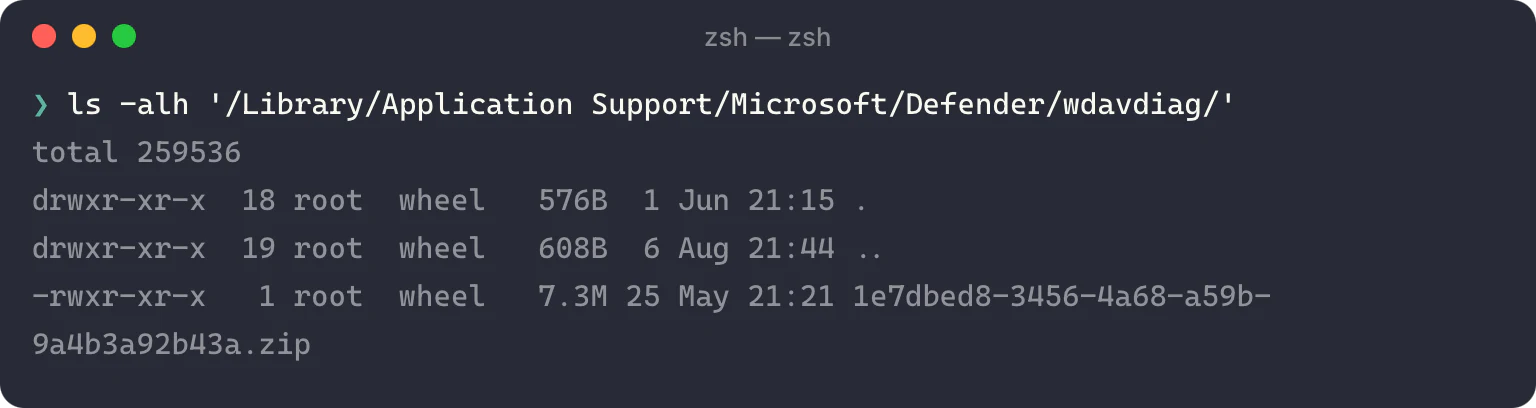 zsh — zsh
❯ ls -alh '/Library/Application Support/Microsoft/Defender/wdavdiag/'
total 259536
drwxr-xr-x  18 root  wheel   576B  1 Jun 21:15 .
drwxr-xr-x  19 root  wheel   608B  6 Aug 21:44 ..
-rwxr-xr-x   1 root  wheel   7.3M 25 May 21:21 1e7dbed8-3456-4a68-a59b-
9a4b3a92b43a.zip